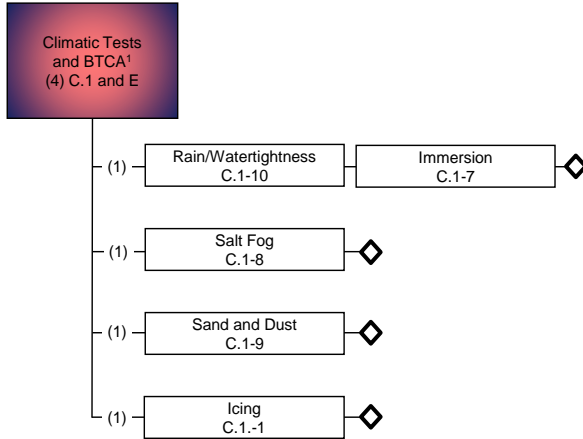 Climatic Tests
and BTCA¹
(4) C.1 and E
(1)
Rain/Watertightness
C.1-10
Immersion
C.1-7
(1)
Salt Fog
C.1-8
(1)
Sand and Dust
C.1-9
(1)
Icing
C.1.-1